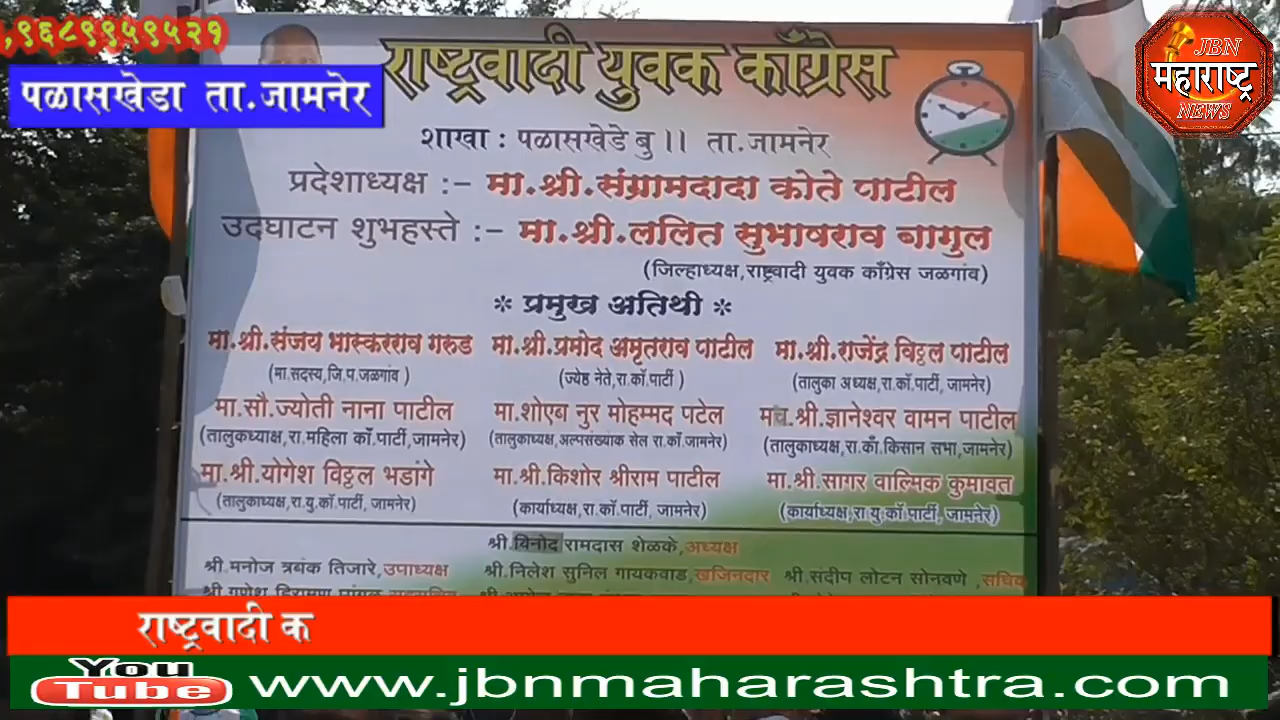 ,९६८९९५९५२१
पळासखेडा ता.जामनेर
JBN
महाराष्ट्र
NEWS
राष्ट्रवादी युवक काँग्रेस
शाखा : पळासखेडे बु ।। ता.जामनेर
प्रदेशाध्यक्ष :– मा.श्री.संग्रामदादा कोते पाटील
उदघाटन शुभहस्ते :– मा.श्री.ललित सुभाषराव बागुल
(जिल्हाध्यक्ष,राष्ट्रवादी युवक काँग्रेस जळगांव)
* प्रमुख अतिथी *
मा.श्री.संजय भास्करराव गरुड मा.श्री.प्रमोद अमृतराव पाटील मा.श्री.राजेंद्र विठ्ठल पाटील
(मा.सदस्य,जि.प.जळगांव ) (ज्येष्ठ नेते,रा.कॉ.पार्टी ) (तालुका अध्यक्ष,रा.कॉ.पार्टी, जामनेर)
मा.सौ.ज्योती नाना पाटील मा.शोएब नुर मोहम्मद पटेल श्री.ज्ञानेश्वर वामन पाटील
(तालुकध्याक्ष,रा.महिला काँ.पार्टी,जामनेर) (तालुकाध्यक्ष,अल्पसंख्याक सेल रा.काँ.जामनेर) (तालुकाध्यक्ष,रा.काँ.किसान सभा,जामनेर)
मा.श्री.योगेश विठ्ठल भडांगे मा.श्री.किशोर श्रीराम पाटील मा.श्री.सागर वाल्मिक कुमावत
(तालुकाध्यक्ष,रा.यु.कॉ.पार्टी, जामनेर) (कार्याध्यक्ष,रा.कॉ.पार्टी, जामनेर) (कार्याध्यक्ष,रा.यु.कॉ.पार्टी, जामनेर)
श्री.विनोद रामदास शेळके,अध्यक्ष
श्री.मनोज त्रबंक तिजारे,उपाध्यक्ष श्री.निलेश सुनिल गायकवाड,खजिनदार श्री.संदीप लोटन सोनवणे ,सचिव
राष्ट्रवादी क
You
Tube
www.jbnmaharashtra.com